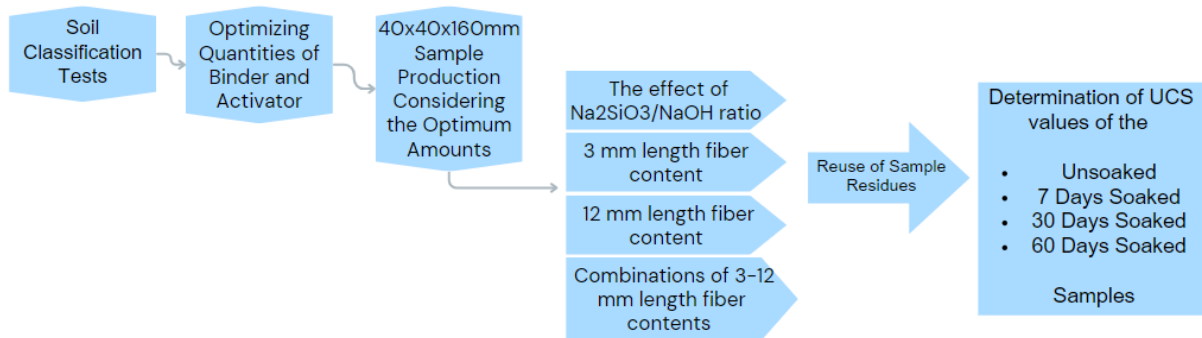 Soil
Classification
Tests
Optimizing
Quantities of
Binder and
Activator
40x40x160mm
Sample
Production
Considering
the Optimum
Amounts
The effect of
Na2SiO3/NaOH ratio
3 mm length fiber
content
12 mm length fiber
content
Combinations of 3-12
mm length fiber
contents
Reuse of Sample
Residues
Determination of UCS
values of the
• Unsoaked
• 7 Days Soaked
• 30 Days Soaked
• 60 Days Soaked
Samples